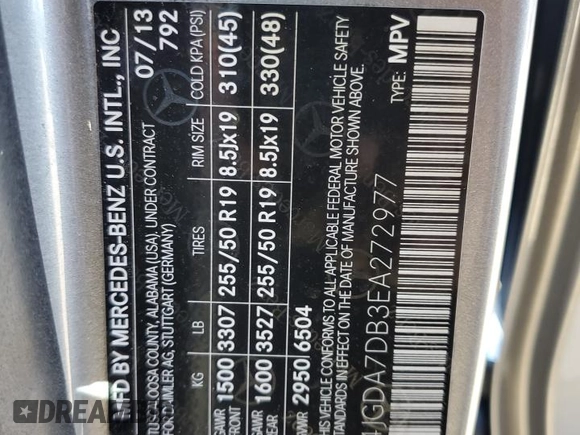 MFD BY MERCEDES-BENZ U.S. INTL., INC
TUSCALOOSA COUNTY, ALABAMA (USA), UNDER CONTRACT
FOR DAIMLER AG, STUTTGART (GERMANY)
07/13
792
KG LB TIRES RIM SIZE COLD KPA (PSI)
GAWR FRONT 1500 3307 255/50 R19 8.5Jx19 310(45)
GAWR REAR 1600 3527 255/50 R19 8.5Jx19 330(48)
GVWR 2950 6504
THIS VEHICLE CONFORMS TO ALL APPLICABLE FEDERAL MOTOR VEHICLE SAFETY
STANDARDS IN EFFECT ON THE DATE OF MANUFACTURE SHOWN ABOVE.
JGDA7DB3EA272977
TYPE: MPV